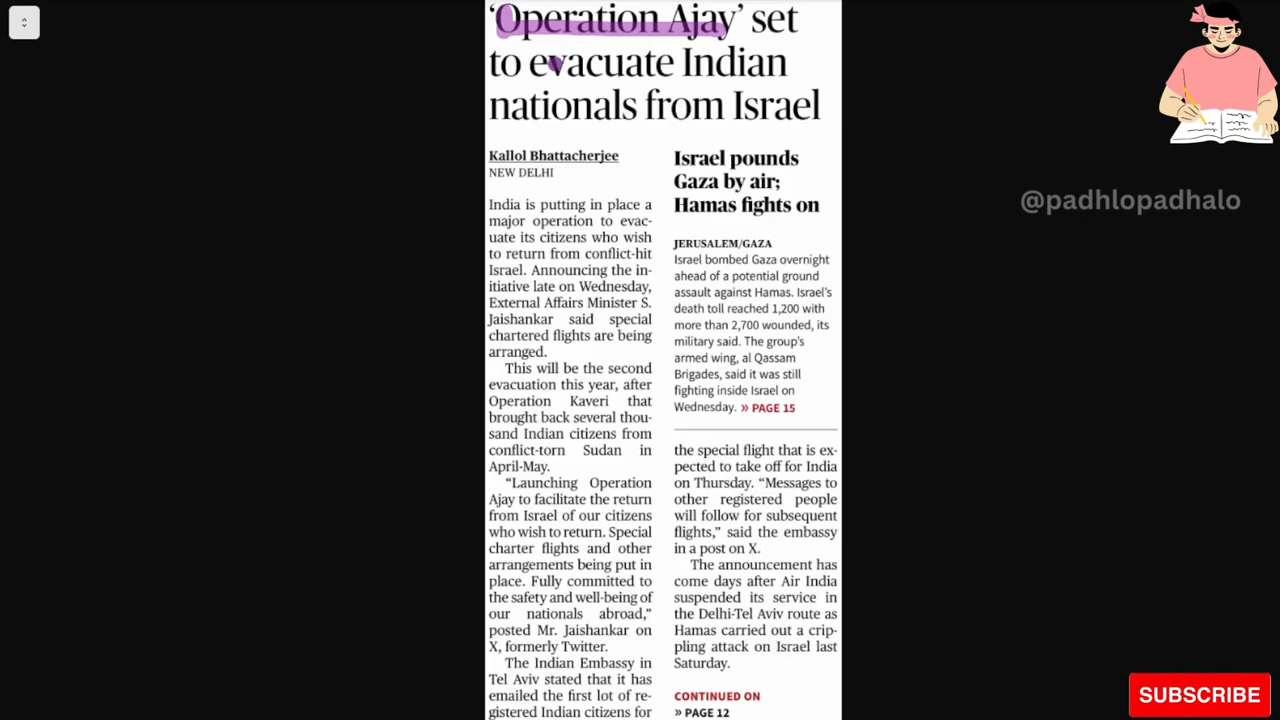 ‘Operation Ajay’ set
to evacuate Indian
nationals from Israel
Kallol Bhattacherjee
NEW DELHI
India is putting in place a
major operation to evac-
uate its citizens who wish
to return from conflict-hit
Israel. Announcing the in-
itiative late on Wednesday,
External Affairs Minister S.
Jaishankar said special
chartered flights are being
arranged.
This will be the second
evacuation this year, after
Operation Kaveri that
brought back several thou-
sand Indian citizens from
conflict-torn Sudan in
April-May.
“Launching Operation
Ajay to facilitate the return
from Israel of our citizens
who wish to return. Special
charter flights and other
arrangements being put in
place. Fully committed to
the safety and well-being of
our nationals abroad,”
posted Mr. Jaishankar on
X, formerly Twitter.
The Indian Embassy in
Tel Aviv stated that it has
emailed the first lot of re-
gistered Indian citizens for
Israel pounds
Gaza by air;
Hamas fights on
JERUSALEM/GAZA
Israel bombed Gaza overnight
ahead of a potential ground
assault against Hamas. Israel’s
death toll reached 1,200 with
more than 2,700 wounded, its
military said. The group’s
armed wing, al Qassam
Brigades, said it was still
fighting inside Israel on
Wednesday. » PAGE 15
the special flight that is ex-
pected to take off for India
on Thursday. “Messages to
other registered people
will follow for subsequent
flights,” said the embassy
in a post on X.
The announcement has
come days after Air India
suspended its service in
the Delhi-Tel Aviv route as
Hamas carried out a crip-
pling attack on Israel last
Saturday.
CONTINUED ON
» PAGE 12
@padhlopadhalo
SUBSCRIBE